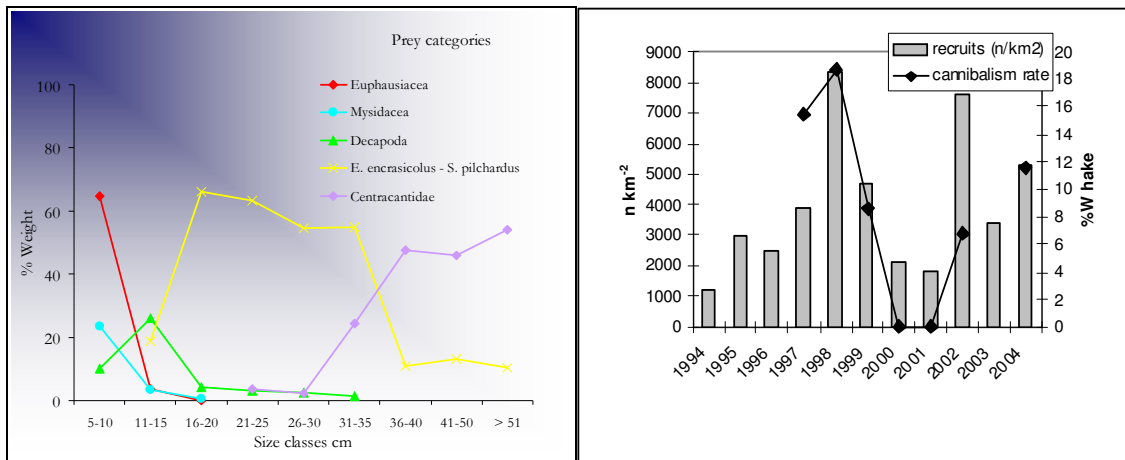 Prey categories
Euphausiacea
Mysidacea
Decapoda
E. encrasicolus - S. pilchardus
Centracantidae
% Weight
100
80
60
40
20
0
5-10 11-15 16-20 21-25 26-30 31-35 36-40 41-50 > 51
Size classes cm
recruits (n/km2)
cannibalism rate
n km-2
9000
8000
7000
6000
5000
4000
3000
2000
1000
0
20
18
16
14
12
10
8
6
4
2
0
%W hake
1994 1995 1996 1997 1998 1999 2000 2001 2002 2003 2004